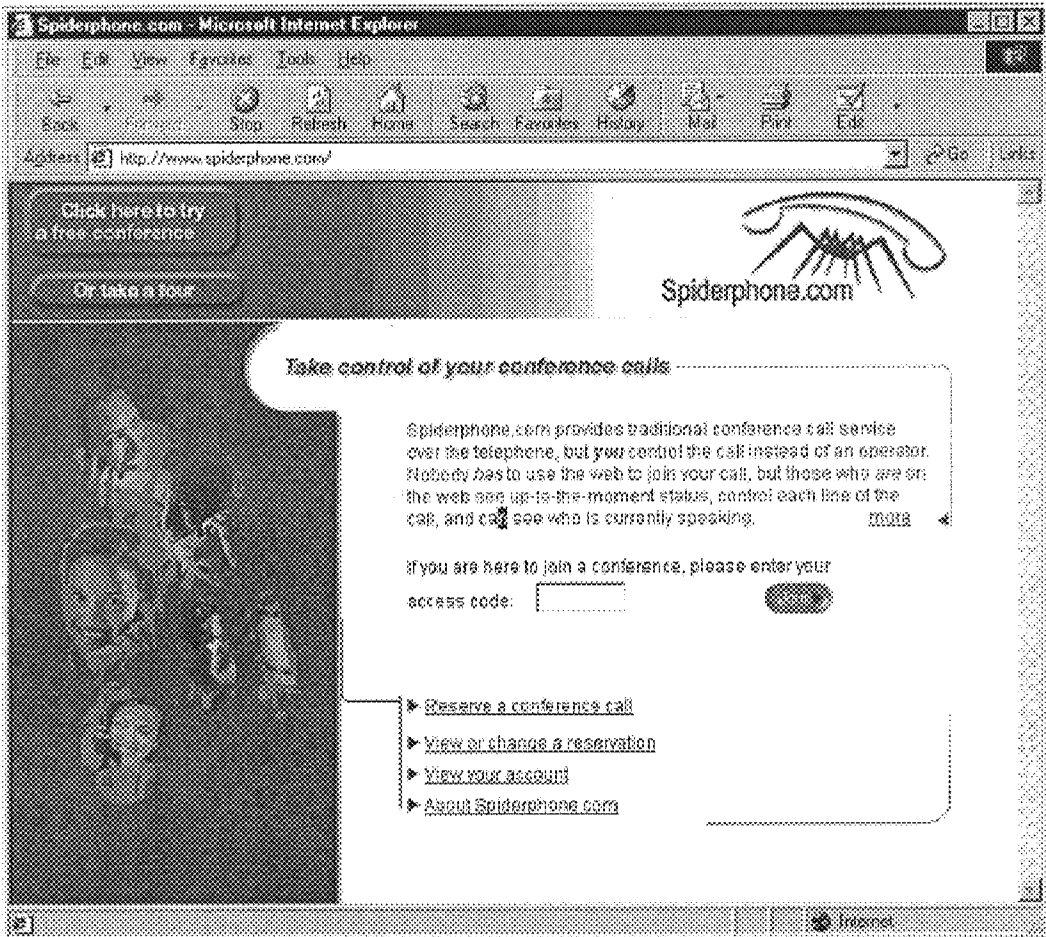 Spiderphone.com - Microsoft Internet Explorer
File Edit View Favorites Tools Help
Back Forward Stop Refresh Home Search Favorites History Mail Print Edit
Address http://www.spiderphone.com/ Go Links
Click here to try
a free conference
Or take a tour
Spiderphone.com
Take control of your conference calls
Spiderphone.com provides traditional conference call service
over the telephone, but you control the call instead of an operator.
Nobody has to use the web to join your call, but those who are on
the web see up-to-the-moment status, control each line of the
call, and can see who is currently speaking. more
If you are here to join a conference, please enter your
access code:
Reserve a conference call
View or change a reservation
View your account
About Spiderphone.com
Internet